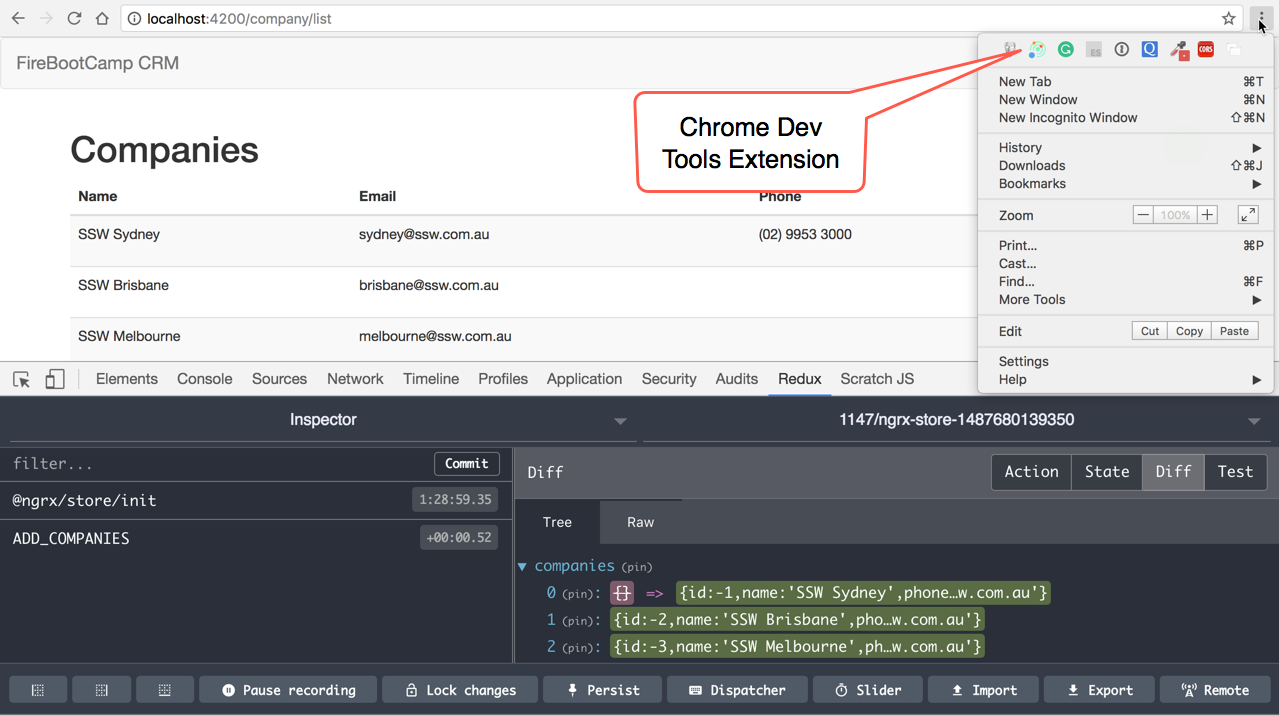 localhost:4200/company/list
FireBootCamp CRM
ES
Q
CORS
Chrome Dev
Tools Extension
New Tab ⌘T
New Window ⌘N
New Incognito Window ⇧⌘N
History
Downloads ⇧⌘J
Bookmarks
Zoom 100%
Print... ⌘P
Cast...
Find... ⌘F
More Tools
Edit Cut Copy Paste
Settings
Help
Companies
Name Email Phone
SSW Sydney sydney@ssw.com.au (02) 9953 3000
SSW Brisbane brisbane@ssw.com.au
SSW Melbourne melbourne@ssw.com.au
Elements Console Sources Network Timeline Profiles Application Security Audits Redux Scratch JS
Inspector 1147/ngrx-store-1487680139350
filter... Commit
@ngrx/store/init 1:28:59.35
ADD_COMPANIES +00:00.52
Diff Action State Diff Test
Tree Raw
companies (pin)
0 (pin): {} => {id:-1,name:'SSW Sydney',phone…w.com.au'}
1 (pin): {id:-2,name:'SSW Brisbane',pho…w.com.au'}
2 (pin): {id:-3,name:'SSW Melbourne',ph…w.com.au'}
Pause recording Lock changes Persist Dispatcher Slider Import Export Remote